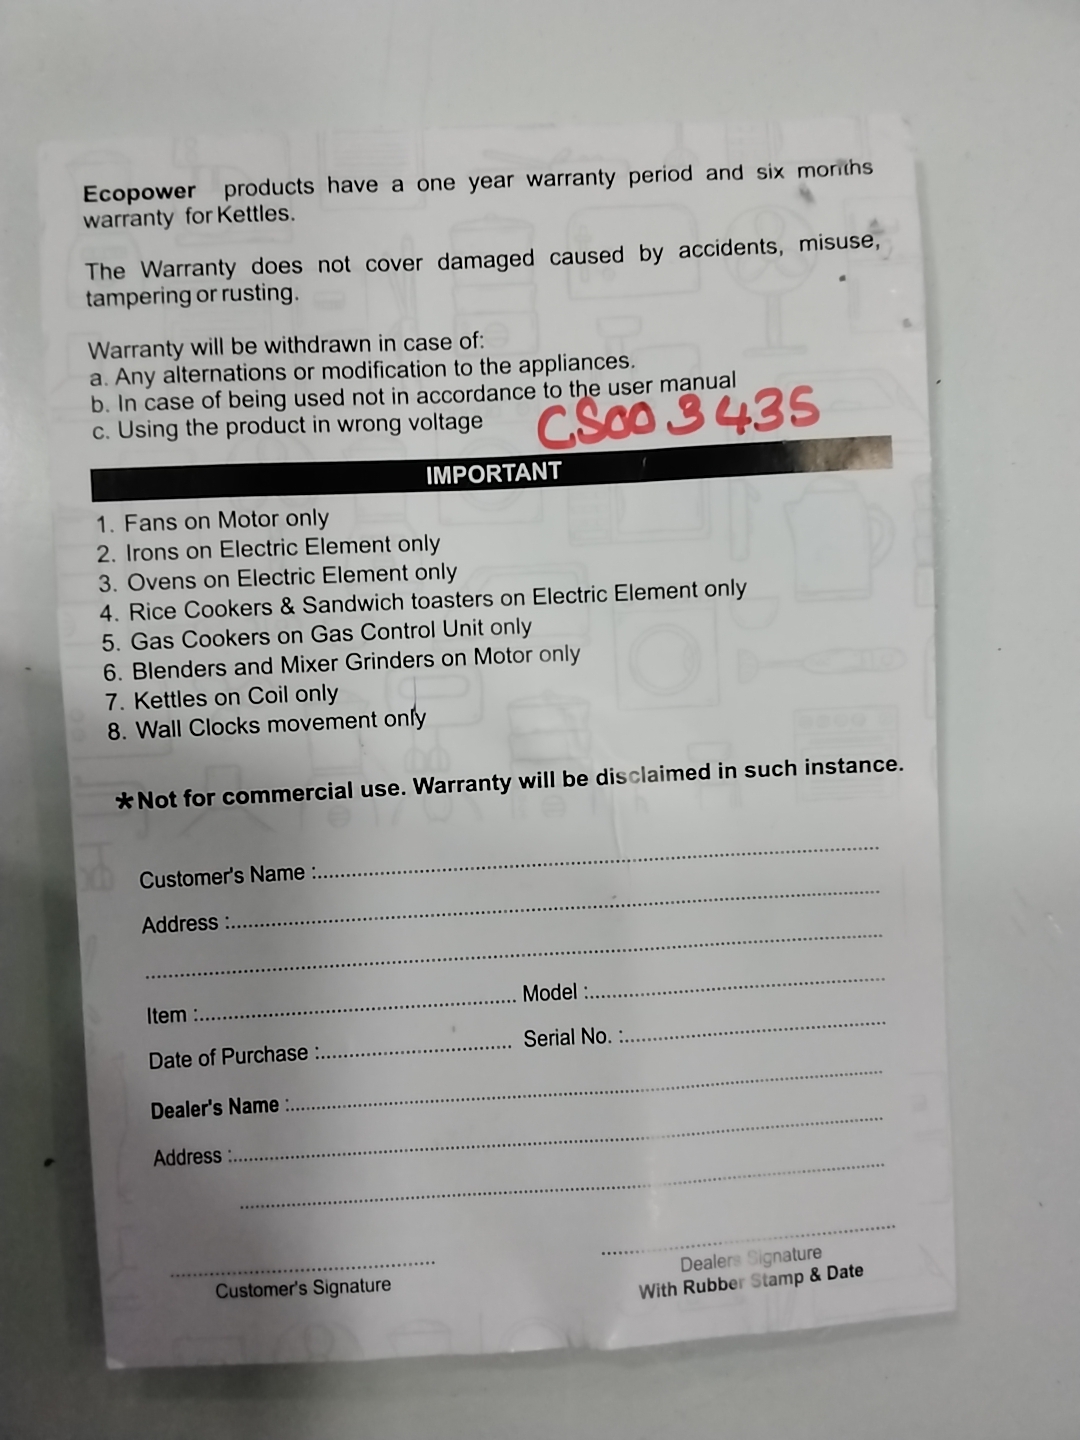 Ecopower products have a one year warranty period and six months
warranty for Kettles.
The Warranty does not cover damaged caused by accidents, misuse,
tampering or rusting.
Warranty will be withdrawn in case of:
a. Any alternations or modification to the appliances.
b. In case of being used not in accordance to the user manual
c. Using the product in wrong voltage
CS003435
IMPORTANT
1. Fans on Motor only
2. Irons on Electric Element only
3. Ovens on Electric Element only
4. Rice Cookers & Sandwich toasters on Electric Element only
5. Gas Cookers on Gas Control Unit only
6. Blenders and Mixer Grinders on Motor only
7. Kettles on Coil only
8. Wall Clocks movement only
*Not for commercial use. Warranty will be disclaimed in such instance.
Customer's Name :
Address :
Item : Model :
Date of Purchase : Serial No. :
Dealer's Name :
Address :
Customer's Signature
Dealers Signature
With Rubber Stamp & Date